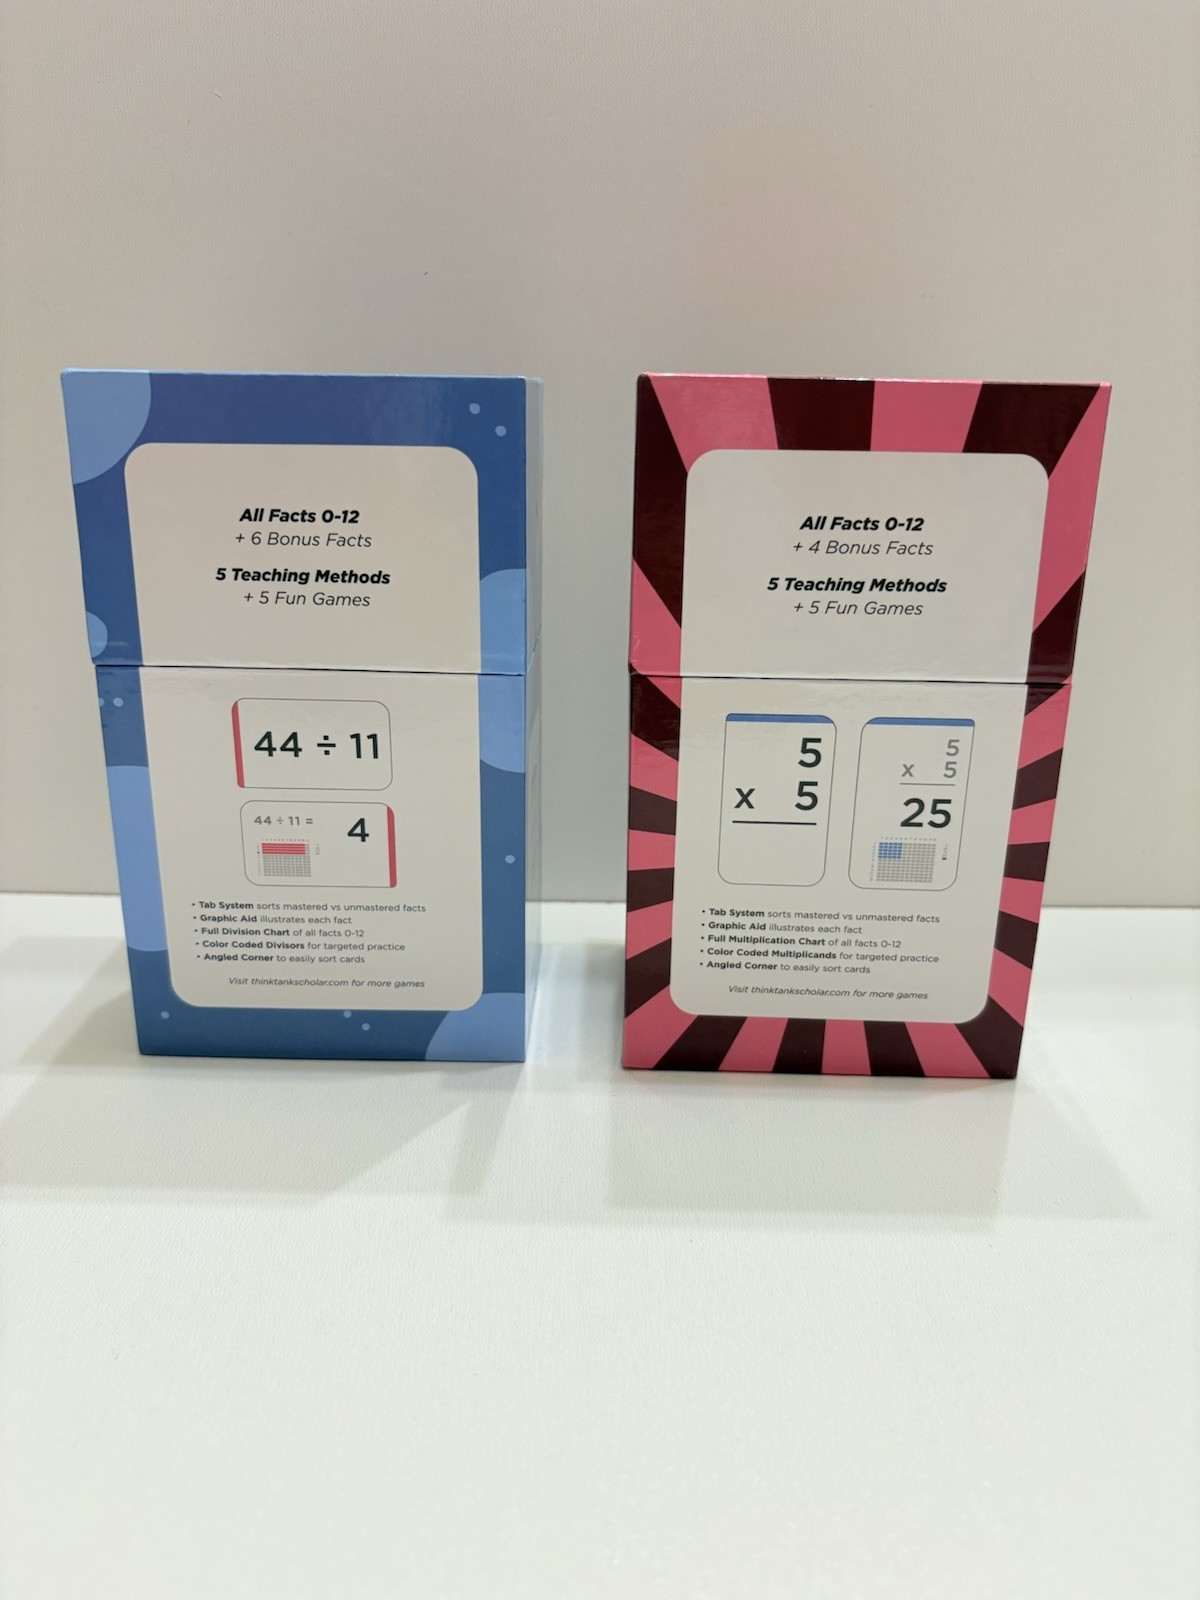 All Facts 0-12
+ 6 Bonus Facts
5 Teaching Methods
+ 5 Fun Games
44 ÷ 11
44 ÷ 11 =
4
• Tab System sorts mastered vs unmastered facts
• Graphic Aid illustrates each fact
• Full Division Chart of all facts 0-12
• Color Coded Divisors for targeted practice
• Angled Corner to easily sort cards
Visit thinktankscholar.com for more games
All Facts 0-12
+ 4 Bonus Facts
5 Teaching Methods
+ 5 Fun Games
5
x 5
5
x 5
25
• Tab System sorts mastered vs unmastered facts
• Graphic Aid illustrates each fact
• Full Multiplication Chart of all facts 0-12
• Color Coded Multiplicands for targeted practice
• Angled Corner to easily sort cards
Visit thinktankscholar.com for more games